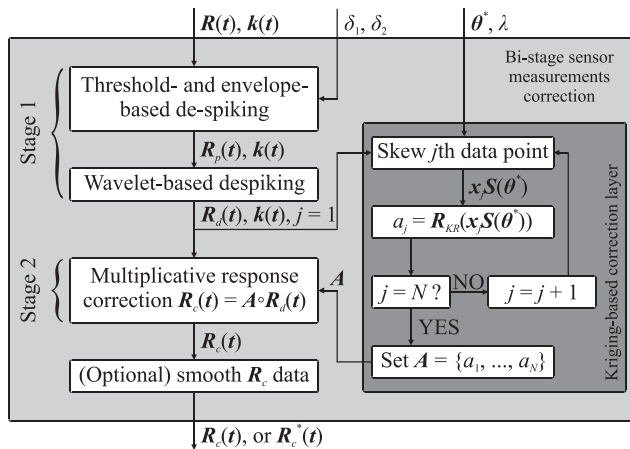 R(t), k(t)
δ1, δ2
θ*, λ
Bi-stage sensor
measurements
correction
Stage 1
Threshold- and envelope-
based de-spiking
Rp(t), k(t)
Wavelet-based despiking
Rd(t), k(t), j = 1
Stage 2
Multiplicative response
correction Rc(t) = A∘Rd(t)
A
Rc(t)
(Optional) smooth Rc data
Rc(t), or Rc*(t)
Skew jth data point
xjS(θ*)
aj = RKR(xjS(θ*))
j = N ?
NO
j = j + 1
YES
Set A = {a1, ..., aN}
Kriging-based correction layer